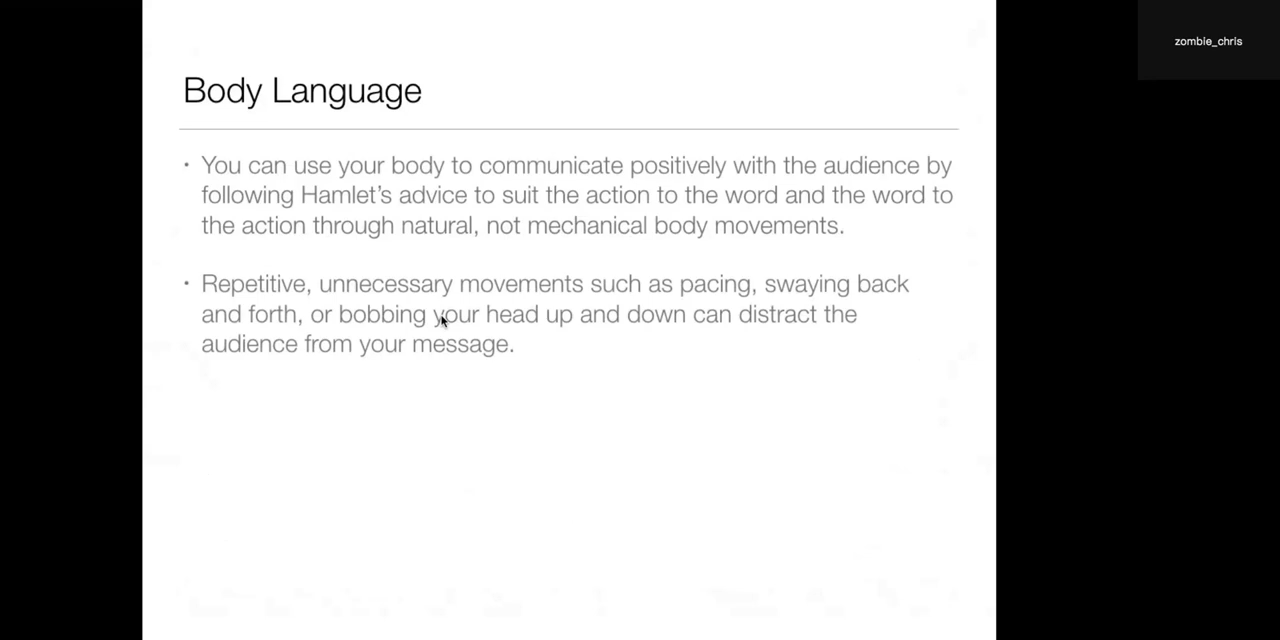 zombie_chris
Body Language
• You can use your body to communicate positively with the audience by
following Hamlet's advice to suit the action to the word and the word to
the action through natural, not mechanical body movements.
• Repetitive, unnecessary movements such as pacing, swaying back
and forth, or bobbing your head up and down can distract the
audience from your message.